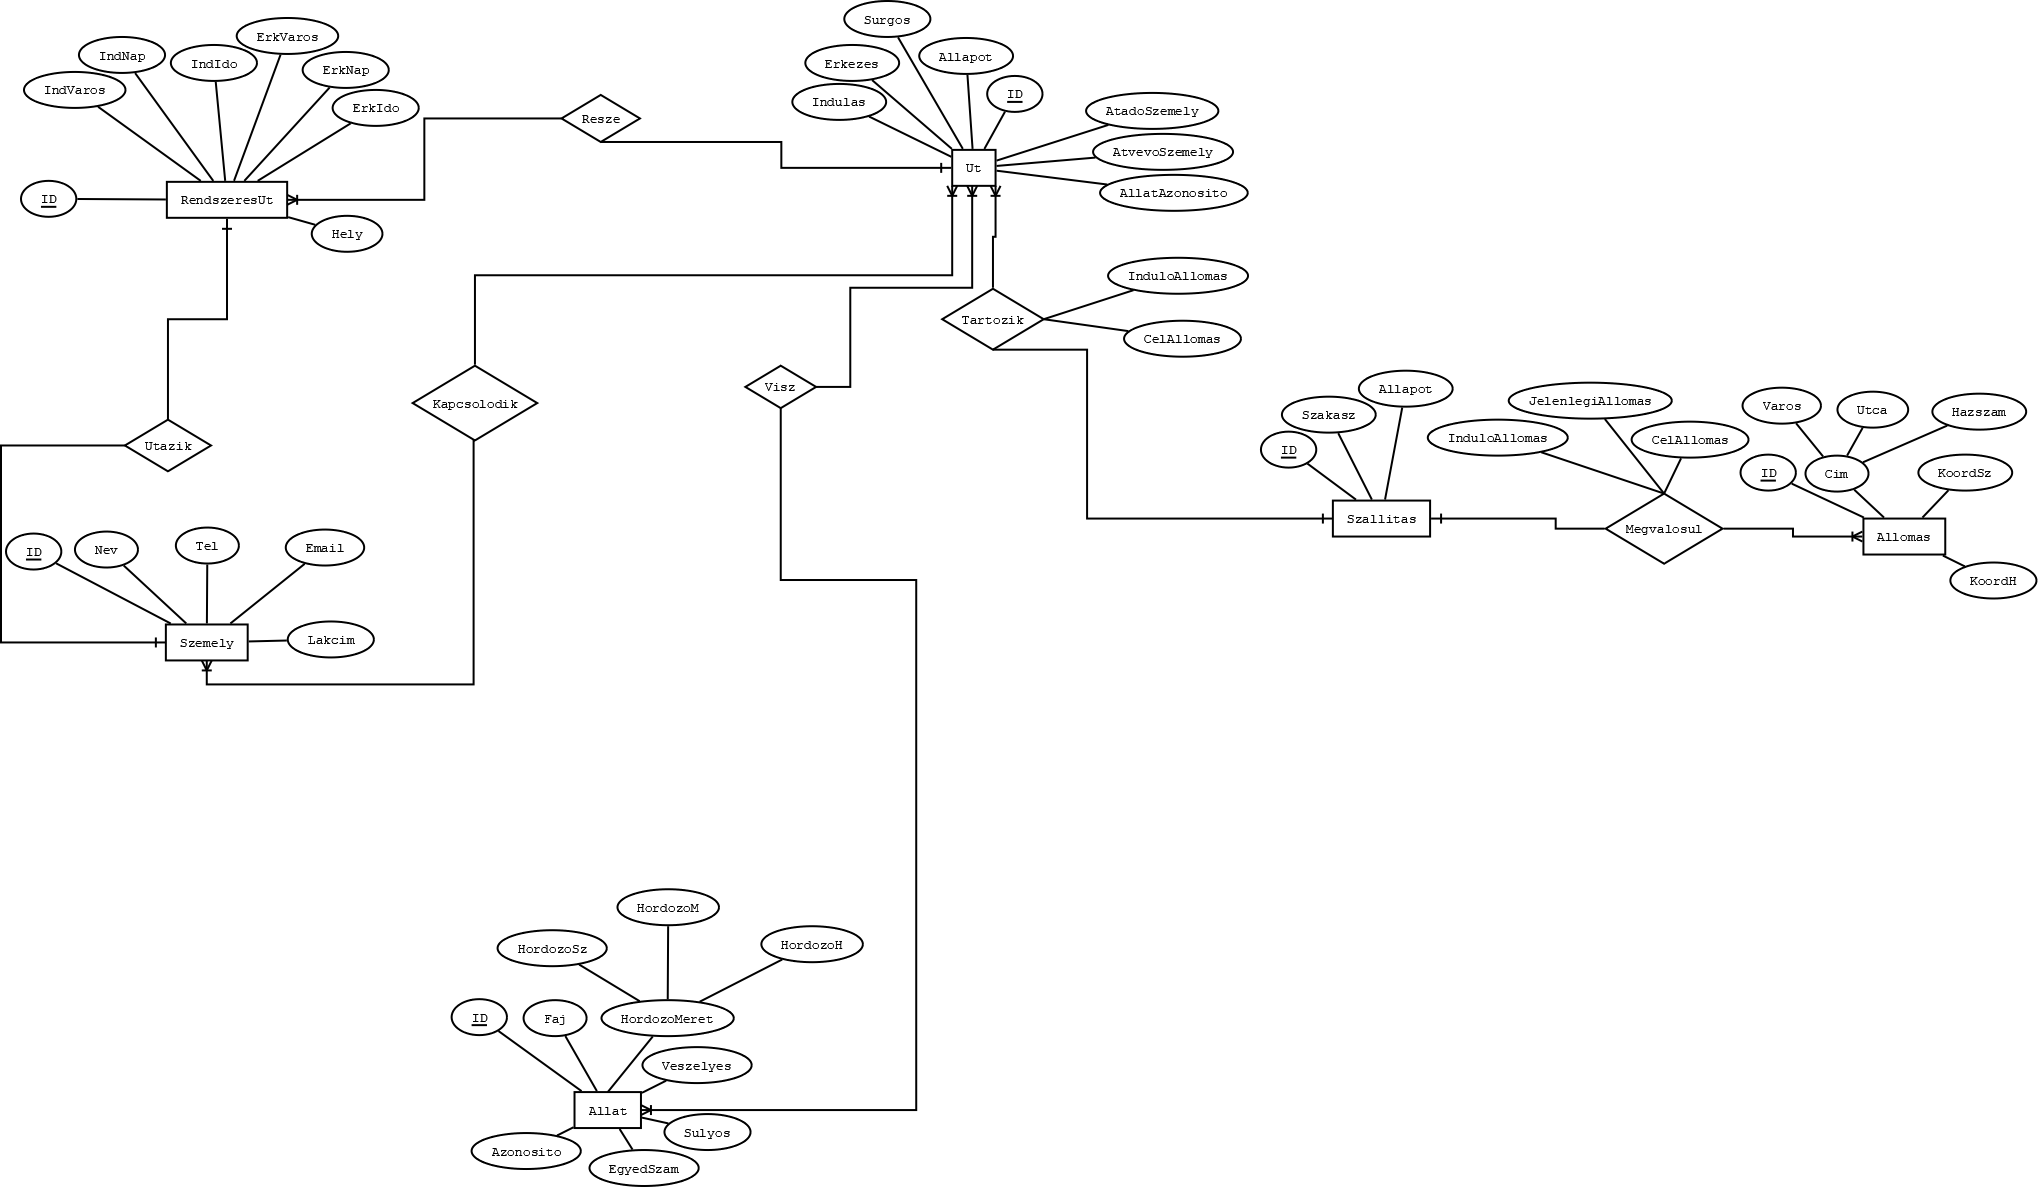 Surgos
ErkVaros
IndNap
IndIdo
ErkNap
Erkezes
Allapot
IndVaros
ErkIdo
Indulas
ID
AtadoSzemely
Resze
AtvevoSzemely
Ut
AllatAzonosito
ID
RendszeresUt
Hely
InduloAllomas
Tartozik
CelAllomas
Visz
Kapcsolodik
Allapot
JelenlegiAllomas
Varos
Utca
Hazszam
Szakasz
InduloAllomas
CelAllomas
Utazik
ID
ID
Cim
KoordSz
Szallitas
Megvalosul
Allomas
ID
Nev
Tel
Email
KoordH
Szemely
Lakcim
HordozoM
HordozoSz
HordozoH
ID
Faj
HordozoMeret
Veszelyes
Allat
Sulyos
Azonosito
EgyedSzam